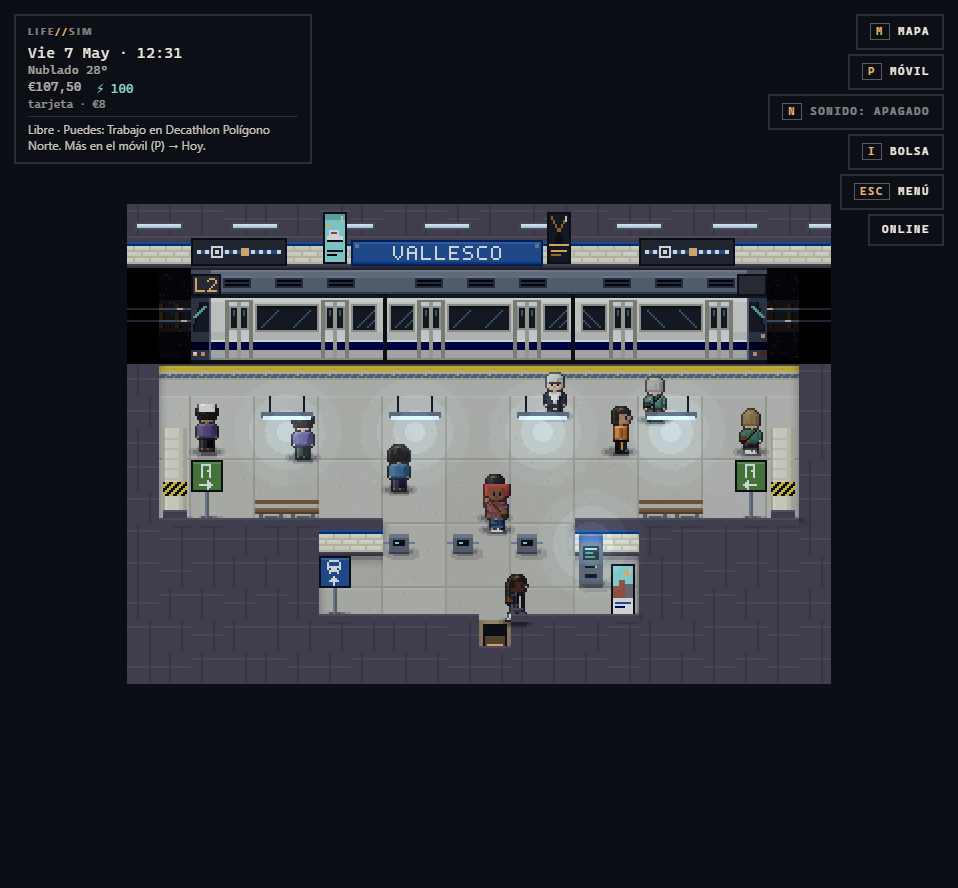 LIFE//SIM
Vie 7 May · 12:31
Nublado 28º
€107,50 ⚡ 100
tarjeta · €8
Libre · Puedes: Trabajo en Decathlon Polígono
Norte. Más en el móvil (P) → Hoy.
M MAPA
P MÓVIL
N SONIDO: APAGADO
I BOLSA
ESC MENÚ
ONLINE
VALLESCO
L2